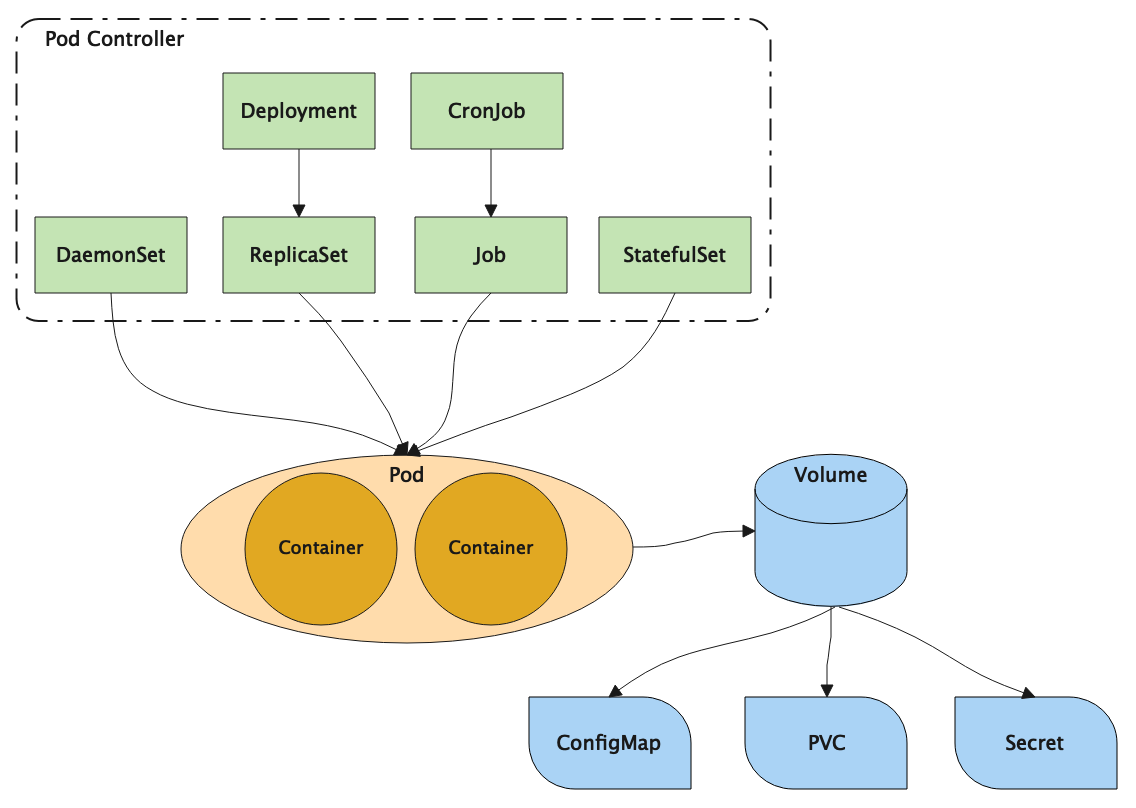 Pod Controller
Deployment
CronJob
DaemonSet
ReplicaSet
Job
StatefulSet
Pod
Volume
Container
Container
ConfigMap
PVC
Secret